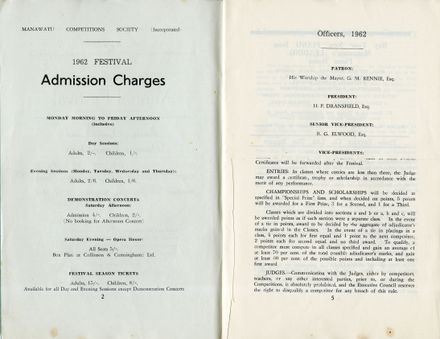 MANAWATU COMPETITIONS SOCIETY (Incorporated)
1962 FESTIVAL
Admission Charges
MONDAY MORNING TO FRIDAY AFTERNOON
(inclusive)
Day Sessions:
Adults, 2/-. Children, 1/-.
Evening Sessions (Monday, Tuesday, Wednesday and Thursday):
Adults, 2/6. Children, 1/6.
DEMONSTRATION CONCERTS
Saturday Afternoon:
Admission 4/-. Children, 2/-.
(No booking for Afternoon Concert)
Saturday Evening — Opera House:
All Seats 5/-.
Box Plan at Collinson & Cunninghame Ltd.
FESTIVAL SEASON TICKETS
Adults, 15/-. Children, 8/-.
Available for all Day and Evening Sessions except Demonstration Concerts
2
Officers, 1962
PATRON:
His Worship the Mayor, G. M. RENNIE, Esq.
PRESIDENT:
H. P. DRANSFIELD, Esq.
SENIOR VICE-PRESIDENT:
B. G. ELWOOD, Esq.
VICE-PRESIDENTS:
Certificates will be forwarded after the Festival.
ENTRIES: In classes where entries are less than three, the Judge
may award a certificate, trophy or scholarship in accordance with the
merit of any performance.
CHAMPIONSHIPS AND SCHOLARSHIPS will be decided as
specified in "Special Prize" lists, and when decided on points, 5 points
will be awarded for a First Prize, 3 for a Second, and 1 for a Third.
Classes which are divided into sections a and b or a, b and c, will
be awarded points as if each section were a separate class. In the event
of a tie in points, award to be decided by the aggregate of adjudicator's
marks gained in the Classes. In the event of a tie in placings in a
class, 4 points each for first equal and 1 point to the next competitor;
2 points each for second equal and no third award. To qualify, a
competitor must compete in all classes specified and gain an average of
at least 70 per cent. of the total possible adjudicator's marks, and gain
at least 60 per cent. of the possible points and including at least one
first award.
JUDGES.—Communication with the Judges, either by competitors,
teachers, or any other interested parties, prior to, or during the
Competitions, is absolutely prohibited, and the Executive Council reserves
the right to disqualify a competitor for any breach of this rule.
5